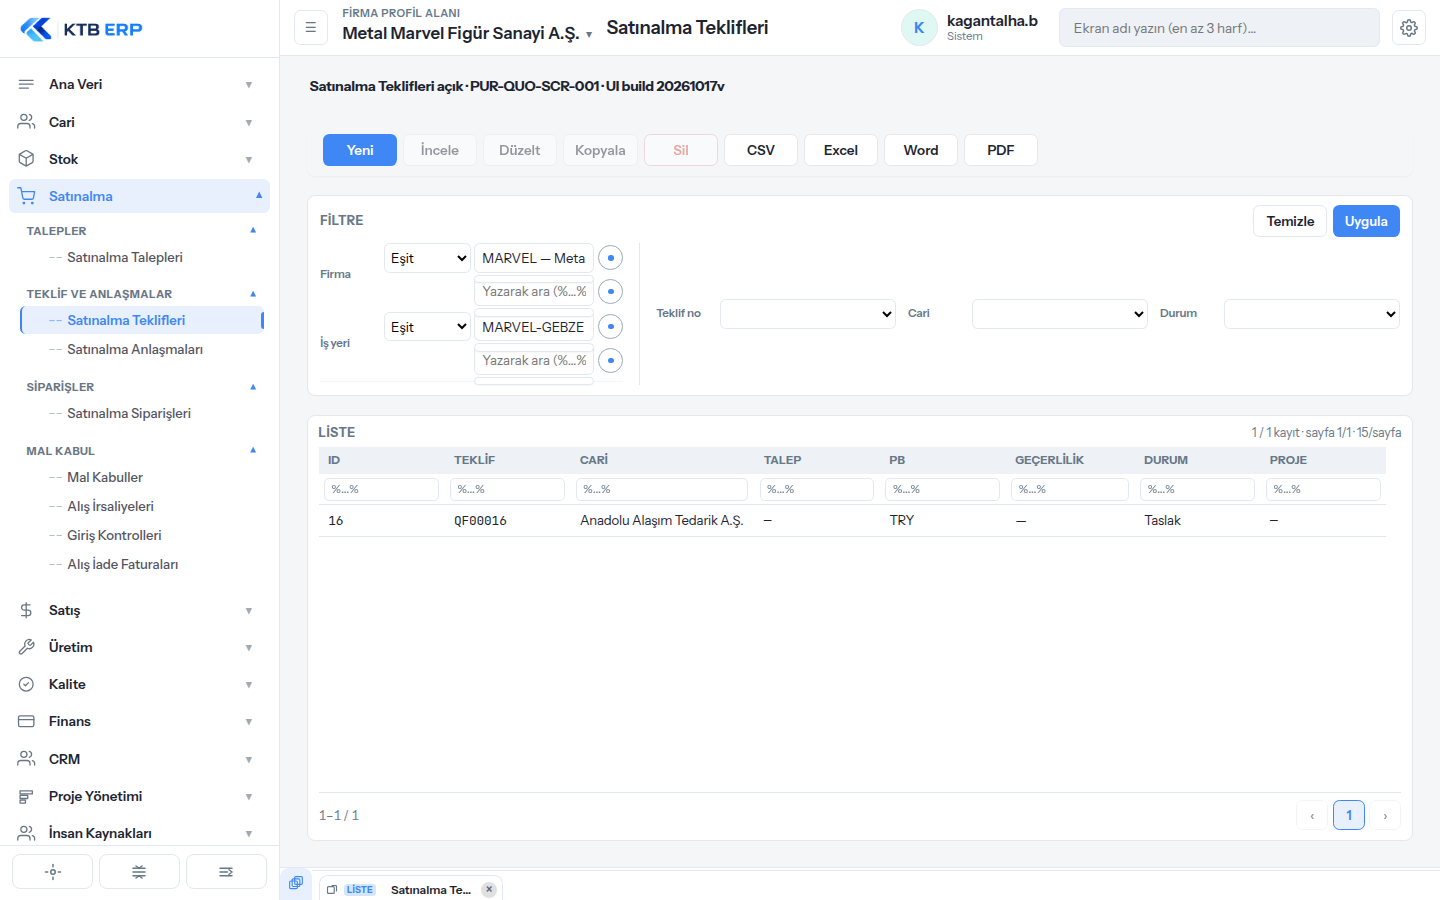 KTB ERP
Ana Veri
Cari
Stok
Satınalma
TALEPLER
Satınalma Talepleri
TEKLİF VE ANLAŞMALAR
Satınalma Teklifleri
Satınalma Anlaşmaları
SİPARİŞLER
Satınalma Siparişleri
MAL KABUL
Mal Kabuller
Alış İrsaliyeleri
Giriş Kontrolleri
Alış İade Faturaları
Satış
Üretim
Kalite
Finans
CRM
Proje Yönetimi
İnsan Kaynakları
FİRMA PROFİL ALANI
Metal Marvel Figür Sanayi A.Ş.
Satınalma Teklifleri
K
kagantalha.b
Sistem
Ekran adı yazın (en az 3 harf)...
Satınalma Teklifleri açık · PUR-QUO-SCR-001 · UI build 20261017v
Yeni İncele Düzelt Kopyala Sil CSV Excel Word PDF
FİLTRE
Temizle Uygula
Firma
Eşit
MARVEL — Meta
Yazarak ara (%...%
İş yeri
Eşit
MARVEL-GEBZE
Yazarak ara (%...%
Teklif no
Cari
Durum
LİSTE
1 / 1 kayıt · sayfa 1/1 · 15/sayfa
ID TEKLİF CARİ TALEP PB GEÇERLİLİK DURUM PROJE
%...% %...% %...% %...% %...% %...% %...% %...%
16 QF00016 Anadolu Alaşım Tedarik A.Ş. — TRY — Taslak —
1–1 / 1
‹ 1 ›
LİSTE Satınalma Te... ×